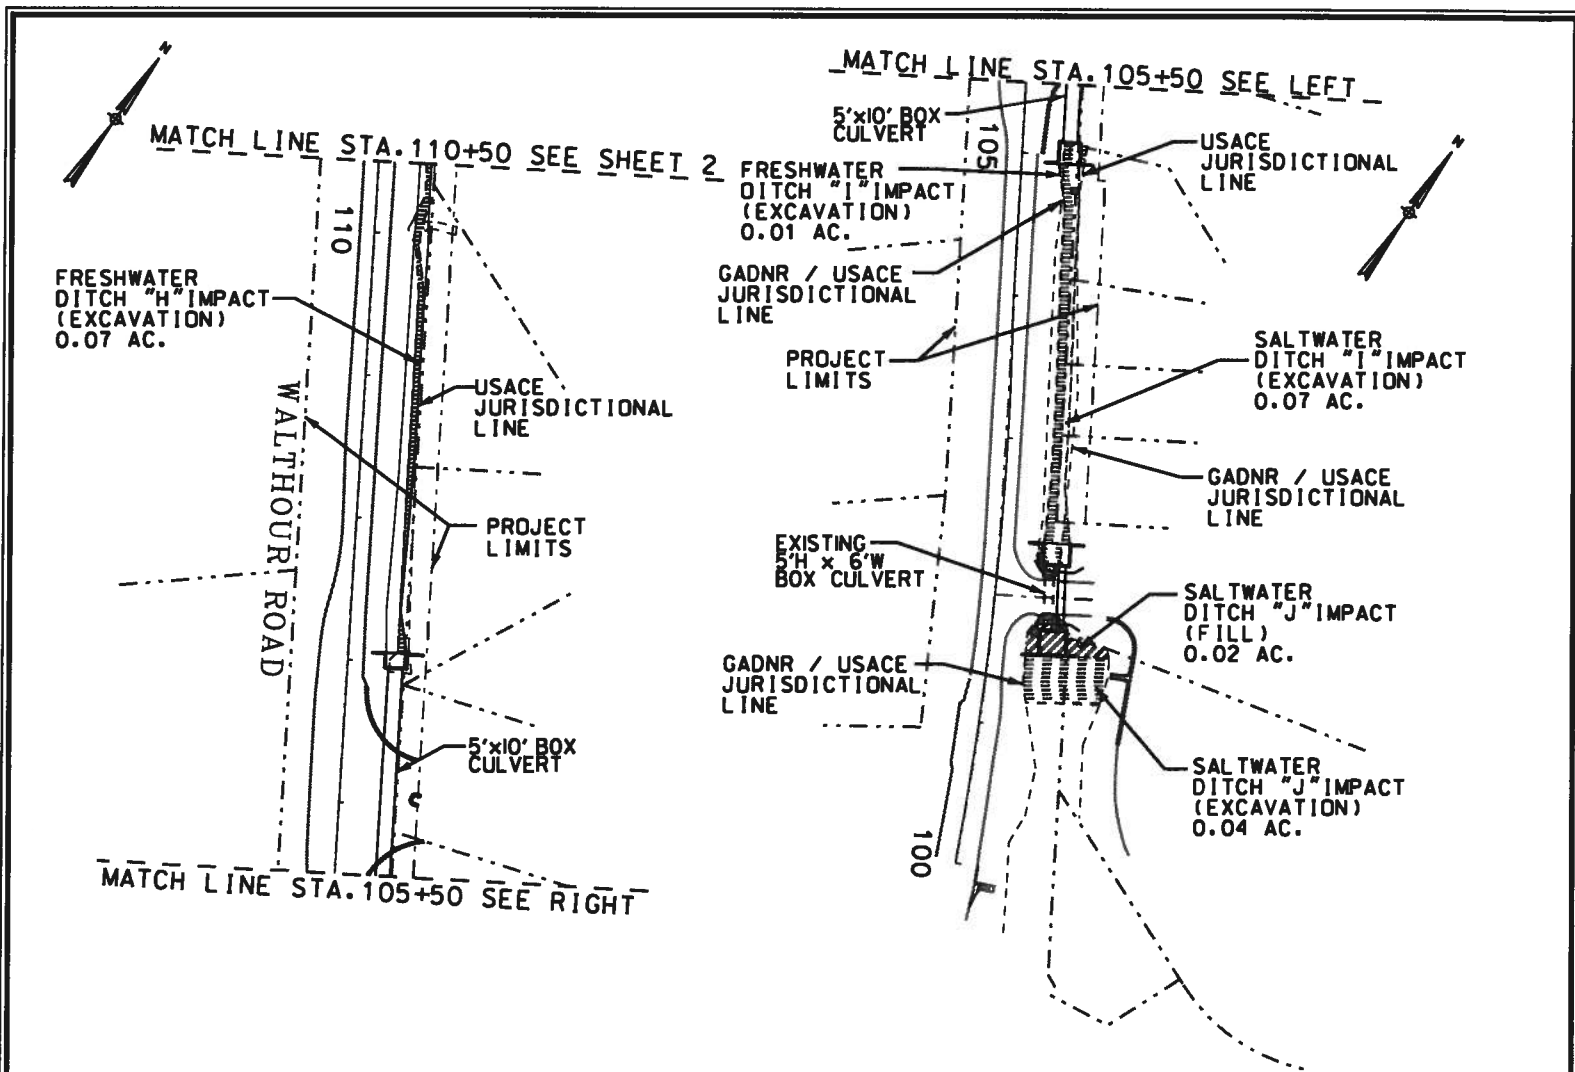 N
MATCH LINE STA.110+50 SEE SHEET 2
110
FRESHWATER
DITCH "H" IMPACT
(EXCAVATION)
0.07 AC.
WALTHOUR ROAD
USACE
JURISDICTIONAL
LINE
PROJECT
LIMITS
5'x10' BOX
CULVERT
MATCH LINE STA.105+50 SEE RIGHT
MATCH LINE STA.105+50 SEE LEFT
5'x10' BOX
CULVERT
105
USACE
JURISDICTIONAL
LINE
N
FRESHWATER
DITCH "I" IMPACT
(EXCAVATION)
0.01 AC.
GADNR / USACE
JURISDICTIONAL
LINE
PROJECT
LIMITS
SALTWATER
DITCH "I" IMPACT
(EXCAVATION)
0.07 AC.
GADNR / USACE
JURISDICTIONAL
LINE
EXISTING
5'H x 6'W
BOX CULVERT
SALTWATER
DITCH "J" IMPACT
(FILL)
0.02 AC.
GADNR / USACE
JURISDICTIONAL
LINE
SALTWATER
DITCH "J" IMPACT
(EXCAVATION)
0.04 AC.
100